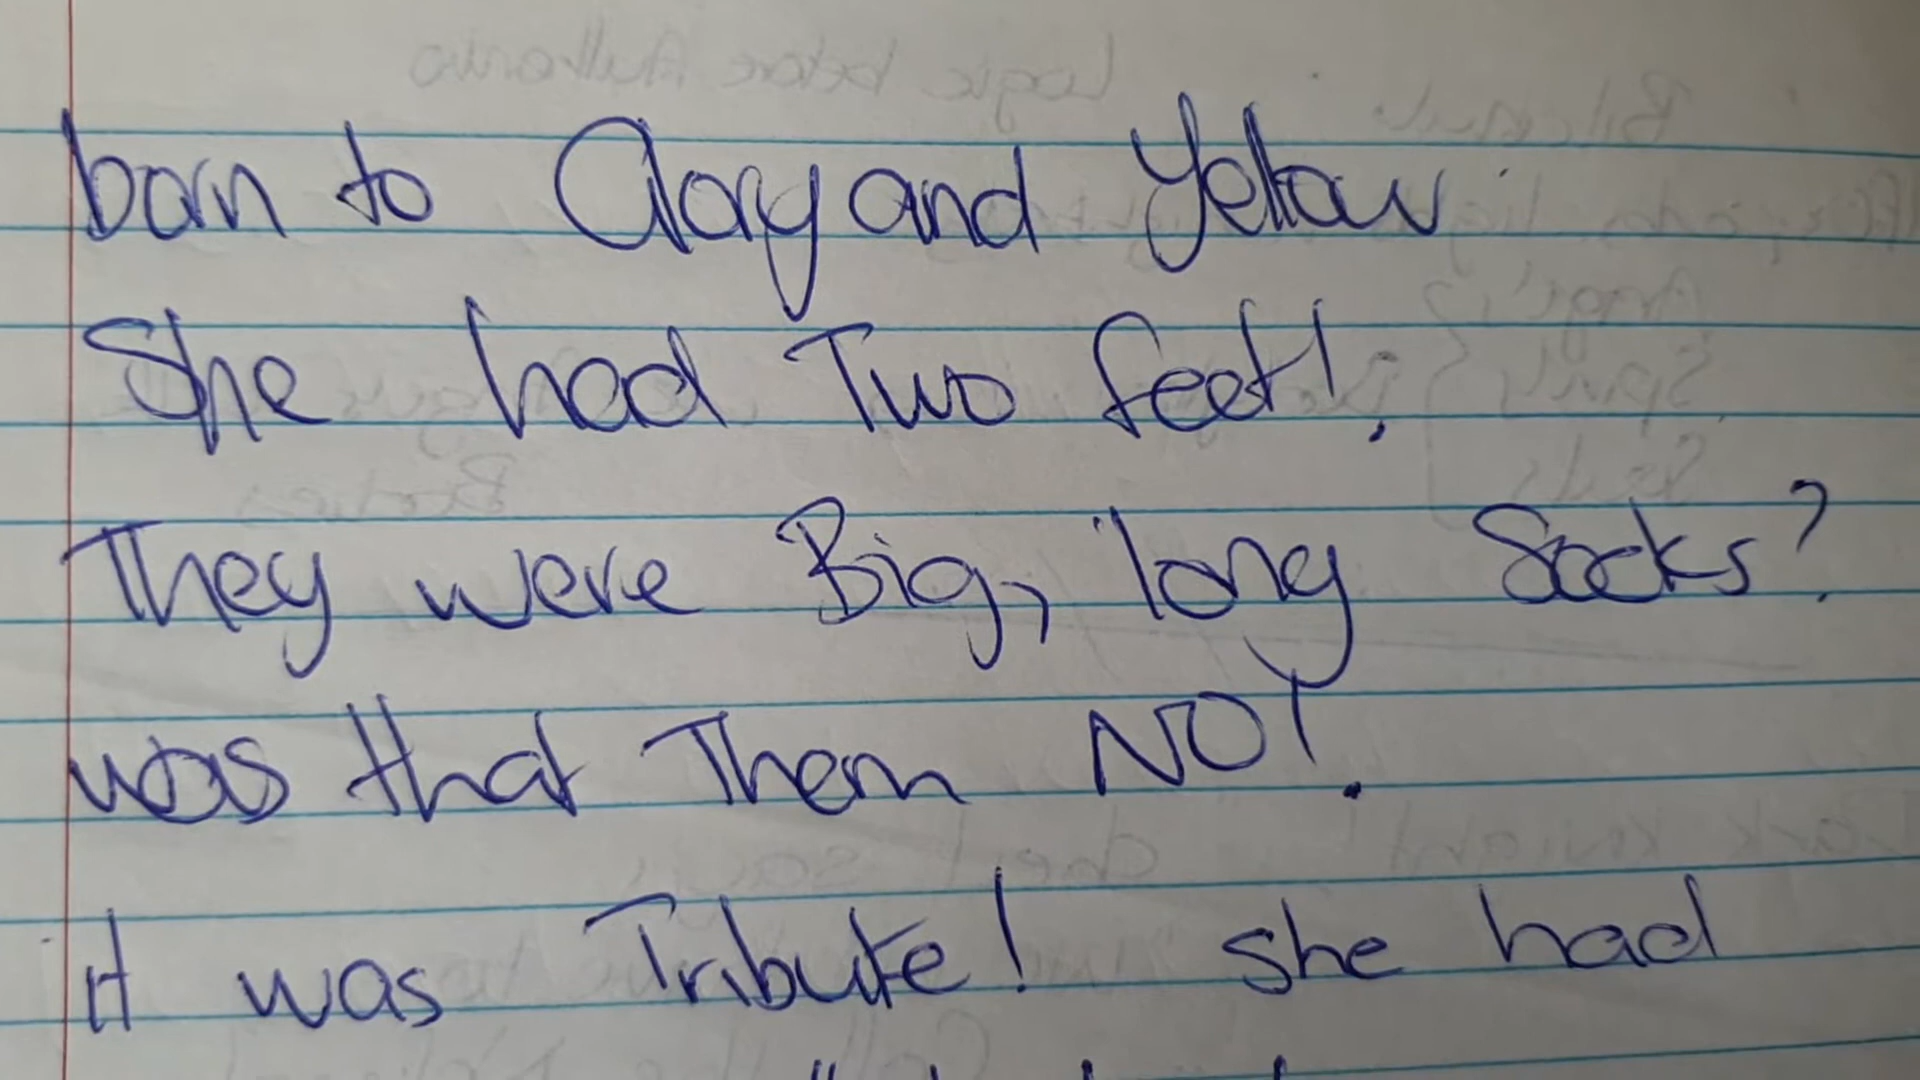 born to Glory and Yellow
She had Two feet!
They were Big, long Socks?
was that Them NO!
it was Tribute! she had